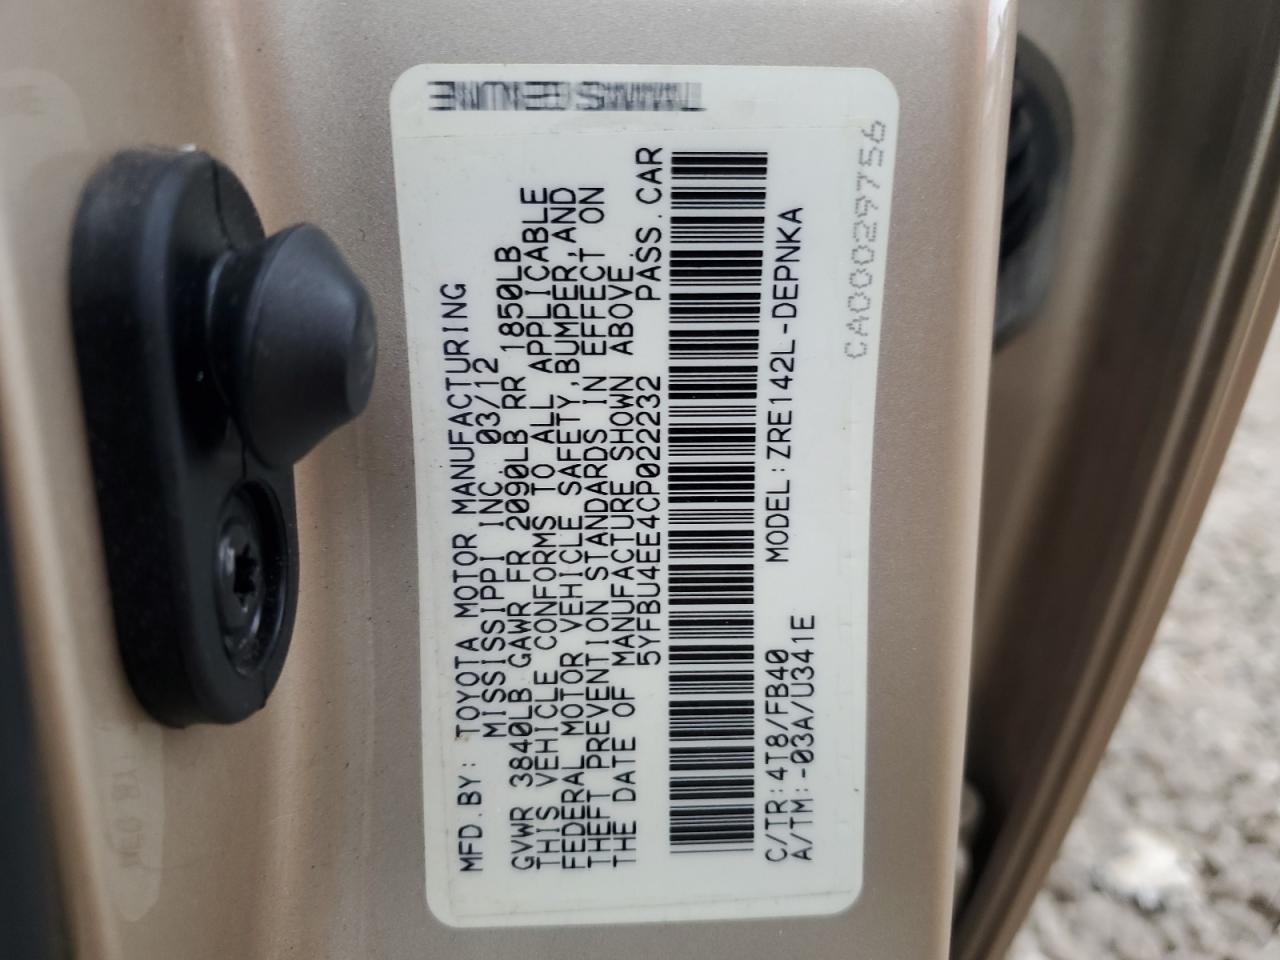 MFD.BY: TOYOTA MOTOR MANUFACTURING
MISSISSIPPI INC. 03/12
GVWR 3840LB GAWR FR 2090LB RR 1850LB
THIS VEHICLE CONFORMS TO ALL APPLICABLE
FEDERAL MOTOR VEHICLE SAFETY,BUMPER,AND
THEFT PREVENTION STANDARDS IN EFFECT ON
THE DATE OF MANUFACTURE SHOWN ABOVE.
5YFBU4EE4CP022232 PASS.CAR
C/TR:4T8/FB40 MODEL:ZRE142L-DEPNKA
A/TM:-03A/U341E
CA00029756